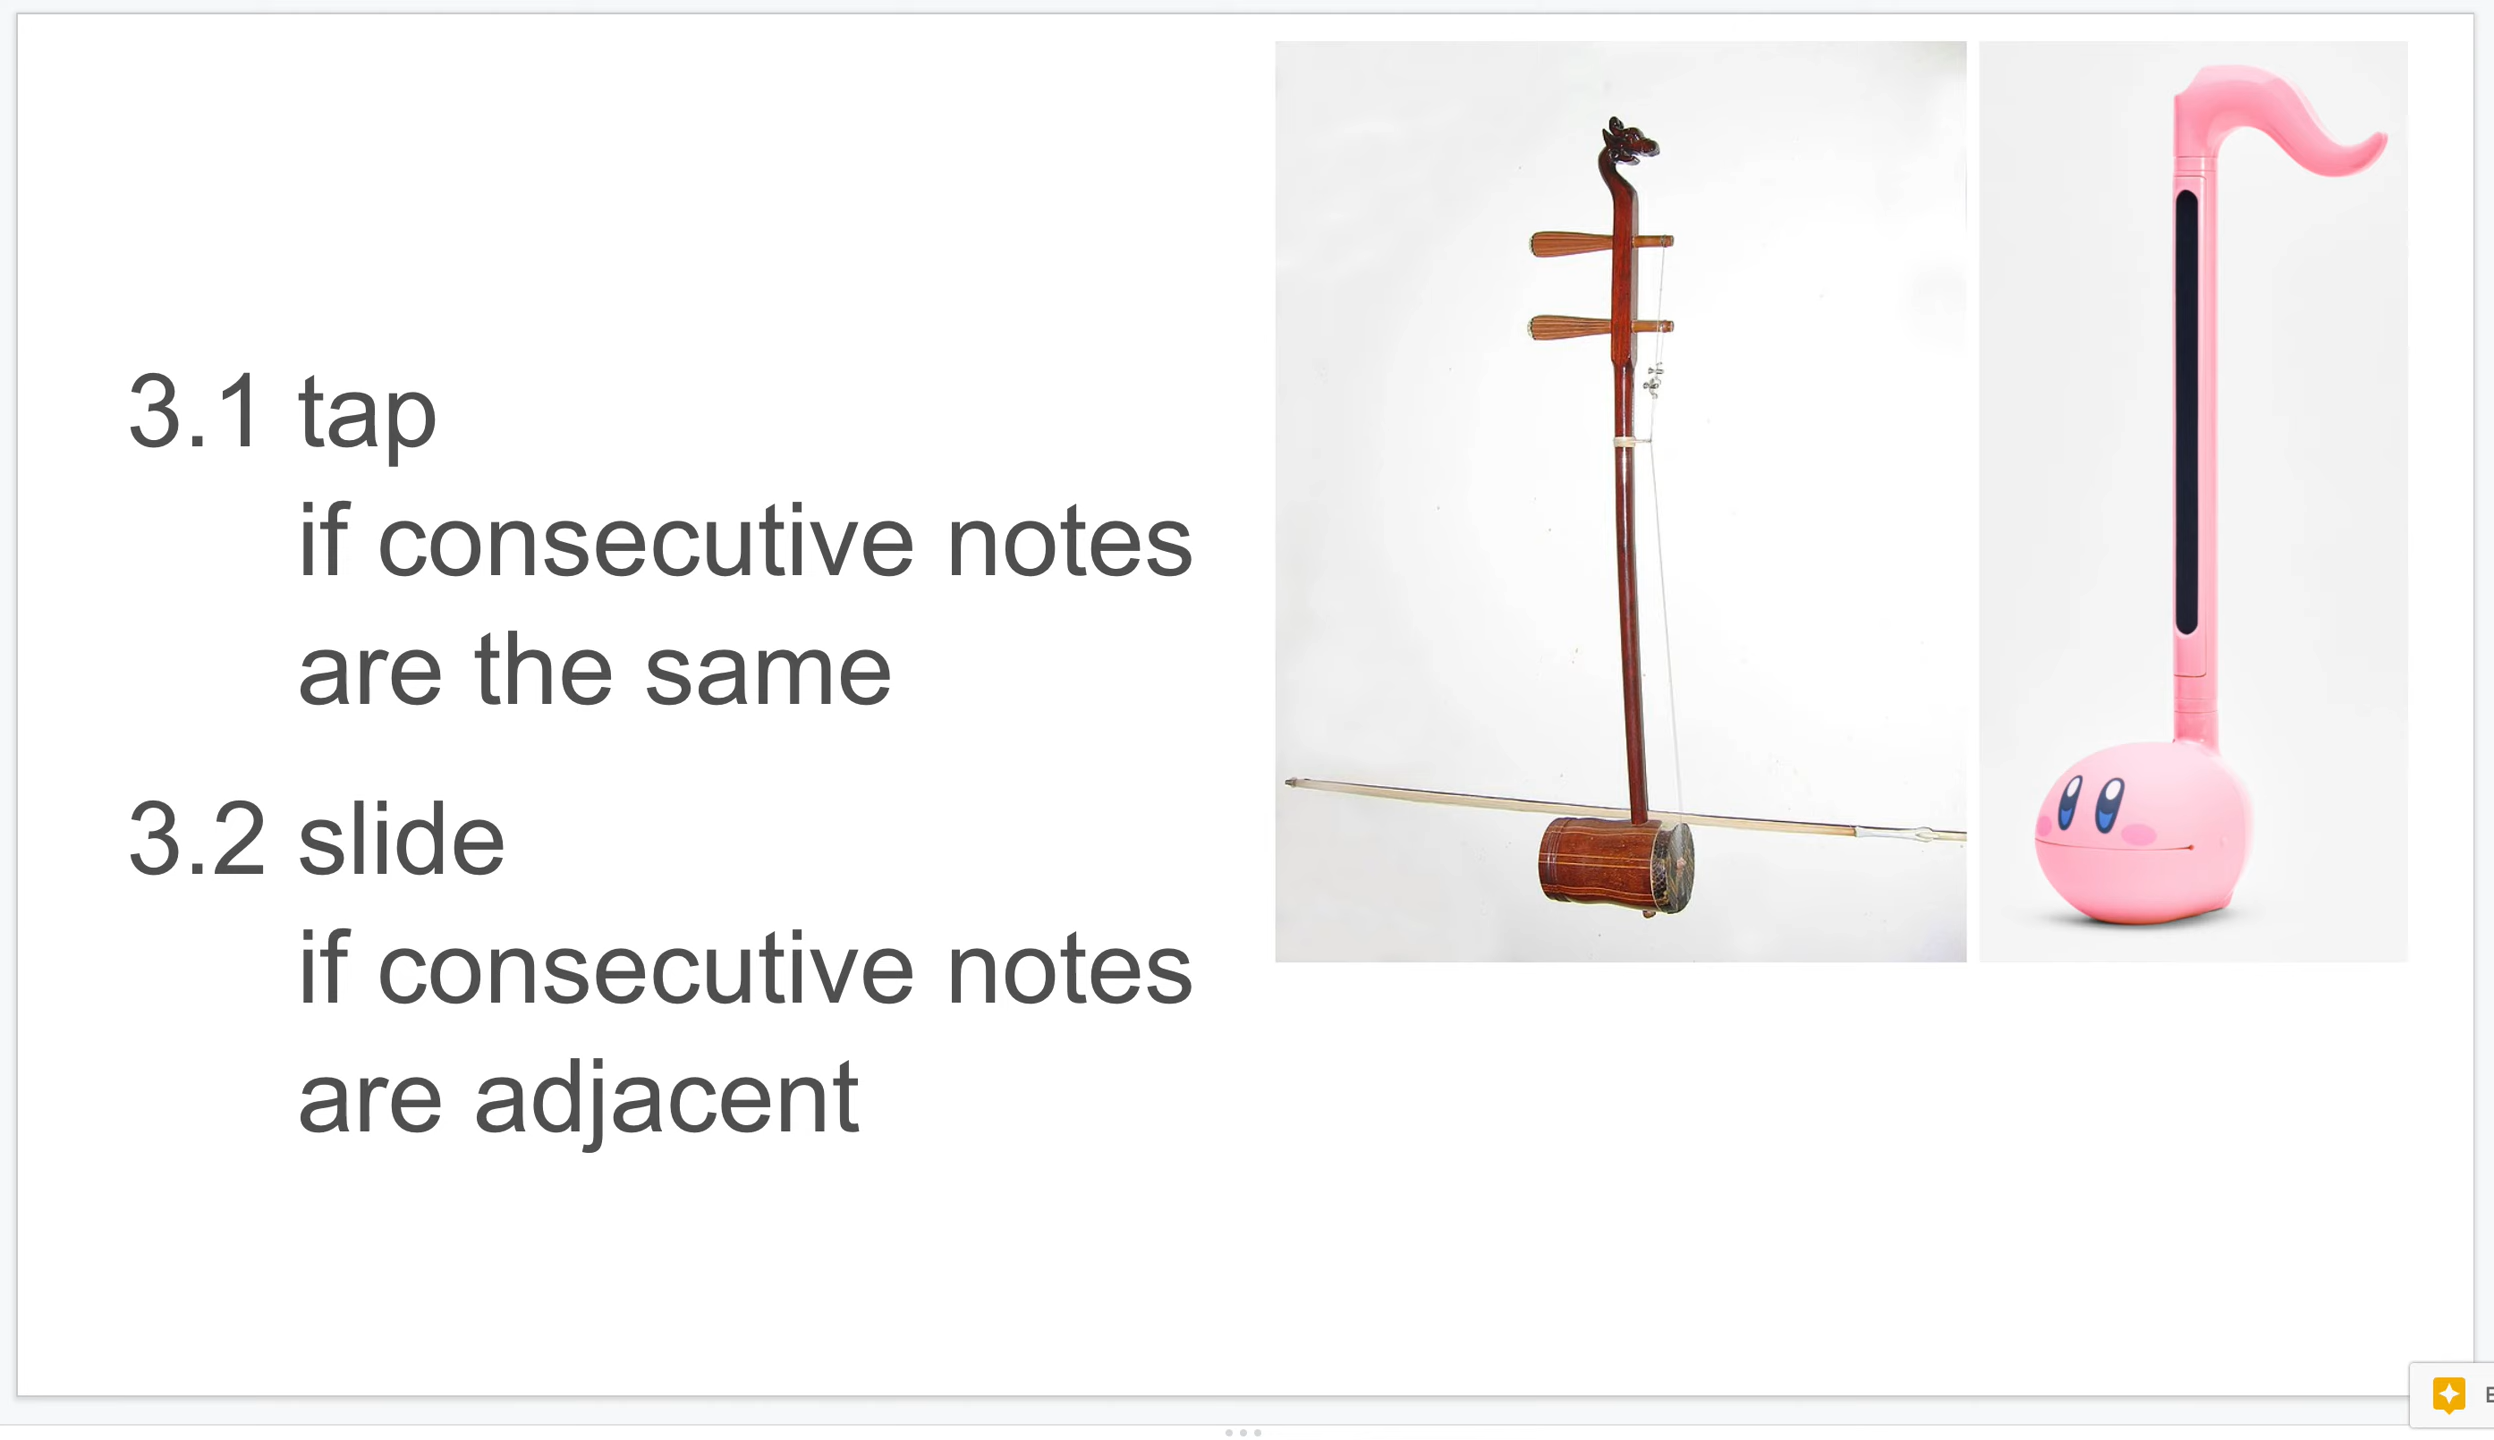 3.1 tap
if consecutive notes
are the same
3.2 slide
if consecutive notes
are adjacent